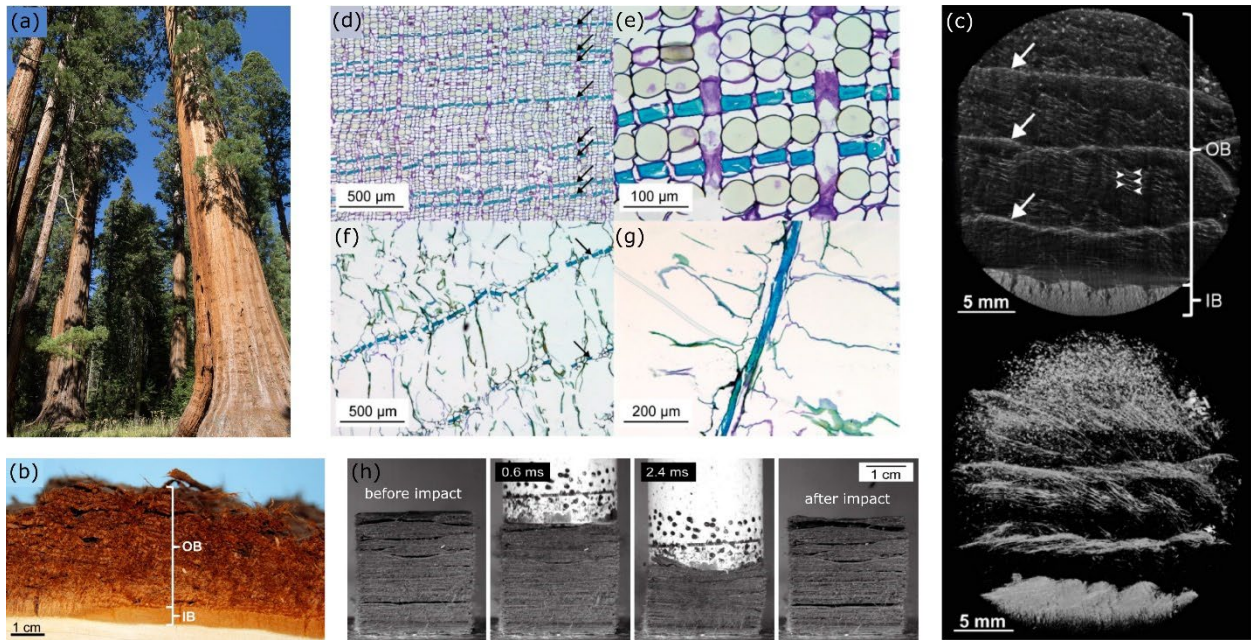 (a)
(d)
500 µm
(e)
100 µm
(c)
OB
IB
5 mm
(f)
500 µm
(g)
200 µm
(b)
OB
IB
1 cm
(h)
before impact
0.6 ms
2.4 ms
1 cm
after impact
5 mm